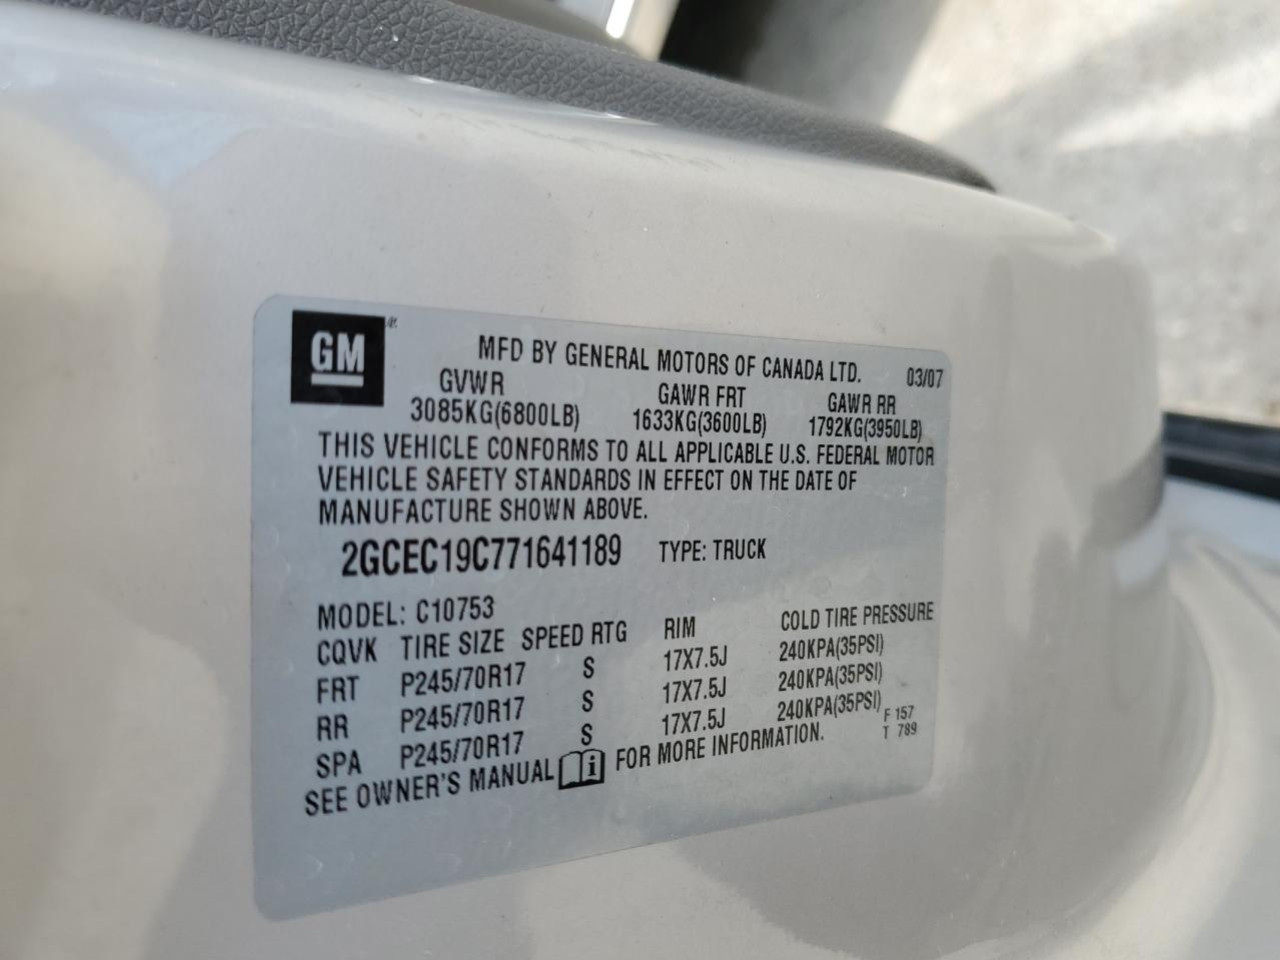 GM
MFD BY GENERAL MOTORS OF CANADA LTD. 03/07
GVWR GAWR FRT GAWR RR
3085KG(6800LB) 1633KG(3600LB) 1792KG(3950LB)
THIS VEHICLE CONFORMS TO ALL APPLICABLE U.S. FEDERAL MOTOR
VEHICLE SAFETY STANDARDS IN EFFECT ON THE DATE OF
MANUFACTURE SHOWN ABOVE.
2GCEC19C771641189 TYPE: TRUCK
MODEL: C10753
CQVK TIRE SIZE SPEED RTG RIM COLD TIRE PRESSURE
FRT P245/70R17 S 17X7.5J 240KPA(35PSI)
RR P245/70R17 S 17X7.5J 240KPA(35PSI)
SPA P245/70R17 S 17X7.5J 240KPA(35PSI)
SEE OWNER'S MANUAL i FOR MORE INFORMATION.
F 157
T 789